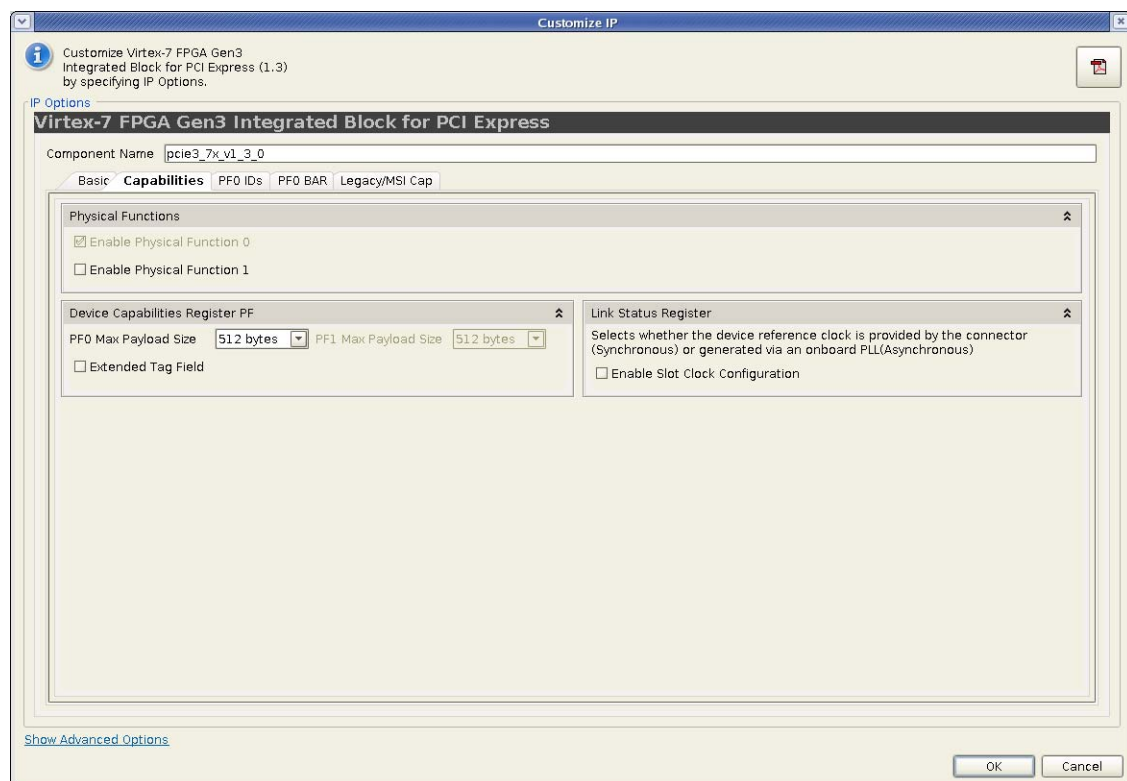 Customize IP
Customize Virtex-7 FPGA Gen3
Integrated Block for PCI Express (1.3)
by specifying IP Options.
IP Options
Virtex-7 FPGA Gen3 Integrated Block for PCI Express
Component Name pcie3_7x_v1_3_0
Basic Capabilities PF0 IDs PF0 BAR Legacy/MSI Cap
Physical Functions
Enable Physical Function 0
Enable Physical Function 1
Device Capabilities Register PF
PF0 Max Payload Size 512 bytes PF1 Max Payload Size 512 bytes
Extended Tag Field
Link Status Register
Selects whether the device reference clock is provided by the connector
(Synchronous) or generated via an onboard PLL(Asynchronous)
Enable Slot Clock Configuration
Show Advanced Options
OK Cancel